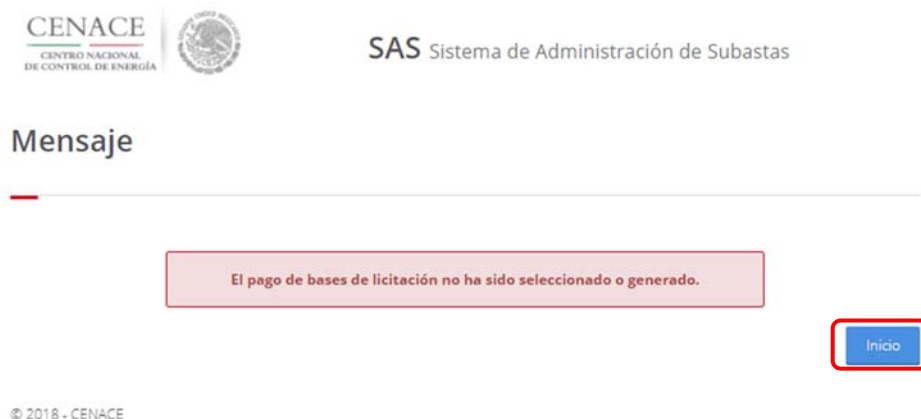 CENACE
CENTRO NACIONAL
DE CONTROL DE ENERGÍA
SAS Sistema de Administración de Subastas
Mensaje
El pago de bases de licitación no ha sido seleccionado o generado.
Inicio
© 2018 - CENACE